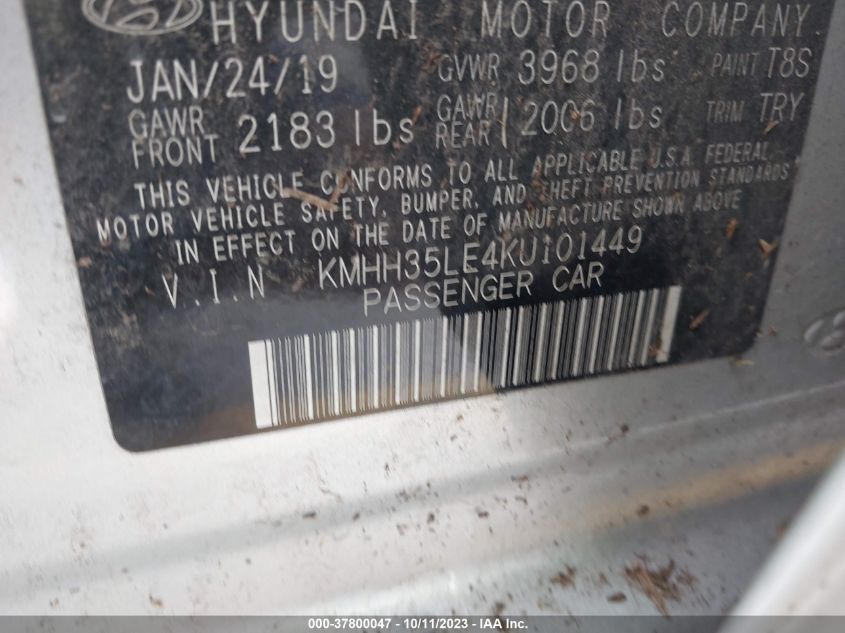 HYUNDAI MOTOR COMPANY
JAN/24/19 GVWR 3968 lbs PAINT T8S
GAWR FRONT 2183 lbs GAWR REAR 2006 lbs TRIM TRY
THIS VEHICLE CONFORMS TO ALL APPLICABLE U.S.A. FEDERAL
MOTOR VEHICLE SAFETY, BUMPER, AND THEFT PREVENTION STANDARDS
IN EFFECT ON THE DATE OF MANUFACTURE SHOWN ABOVE
V.I.N KMHH35LE4KU101449
PASSENGER CAR
000-37800047 - 10/11/2023 - IAAI.com